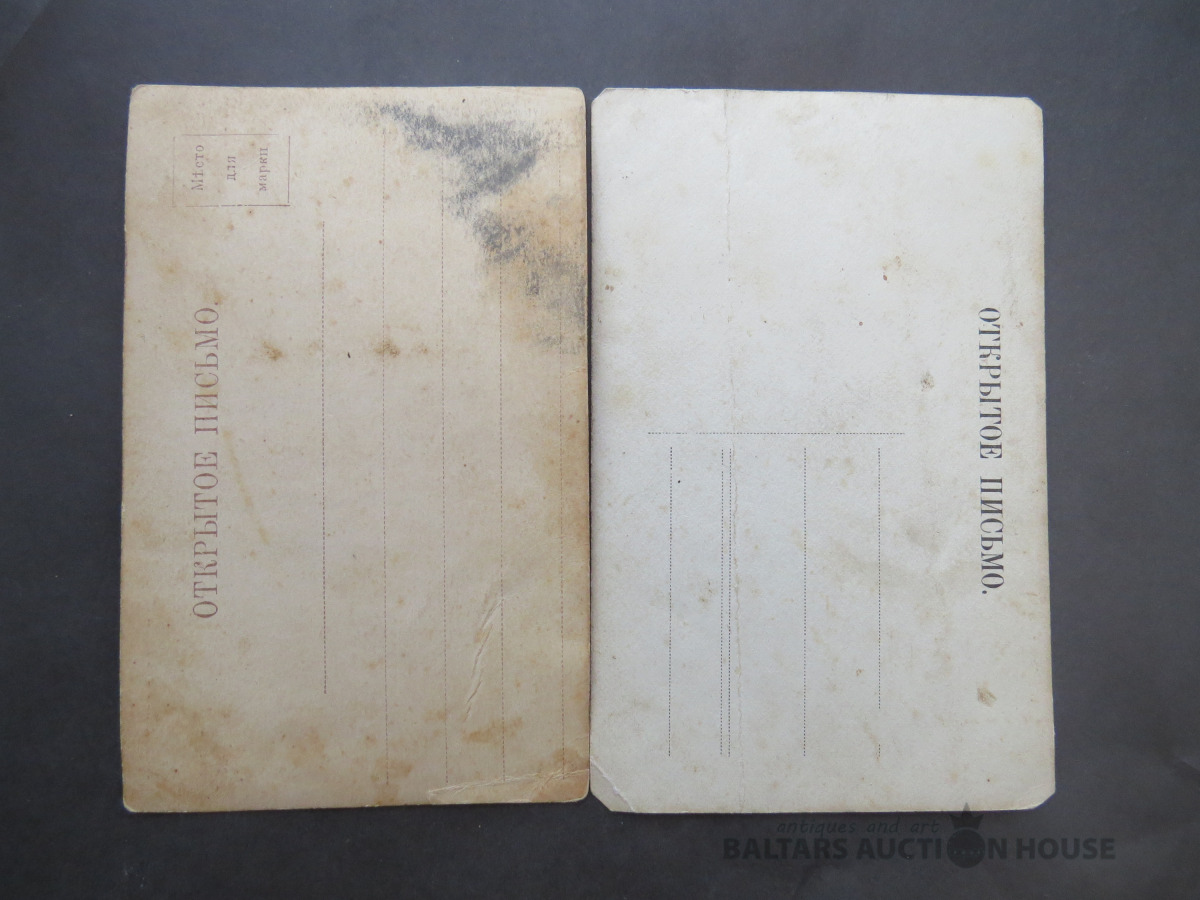 Мѣсто
для
марки
ОТКРЫТОЕ ПИСЬМО.
ОТКРЫТОЕ ПИСЬМО.
antiques and art
BALTARS AUCTION HOUSE